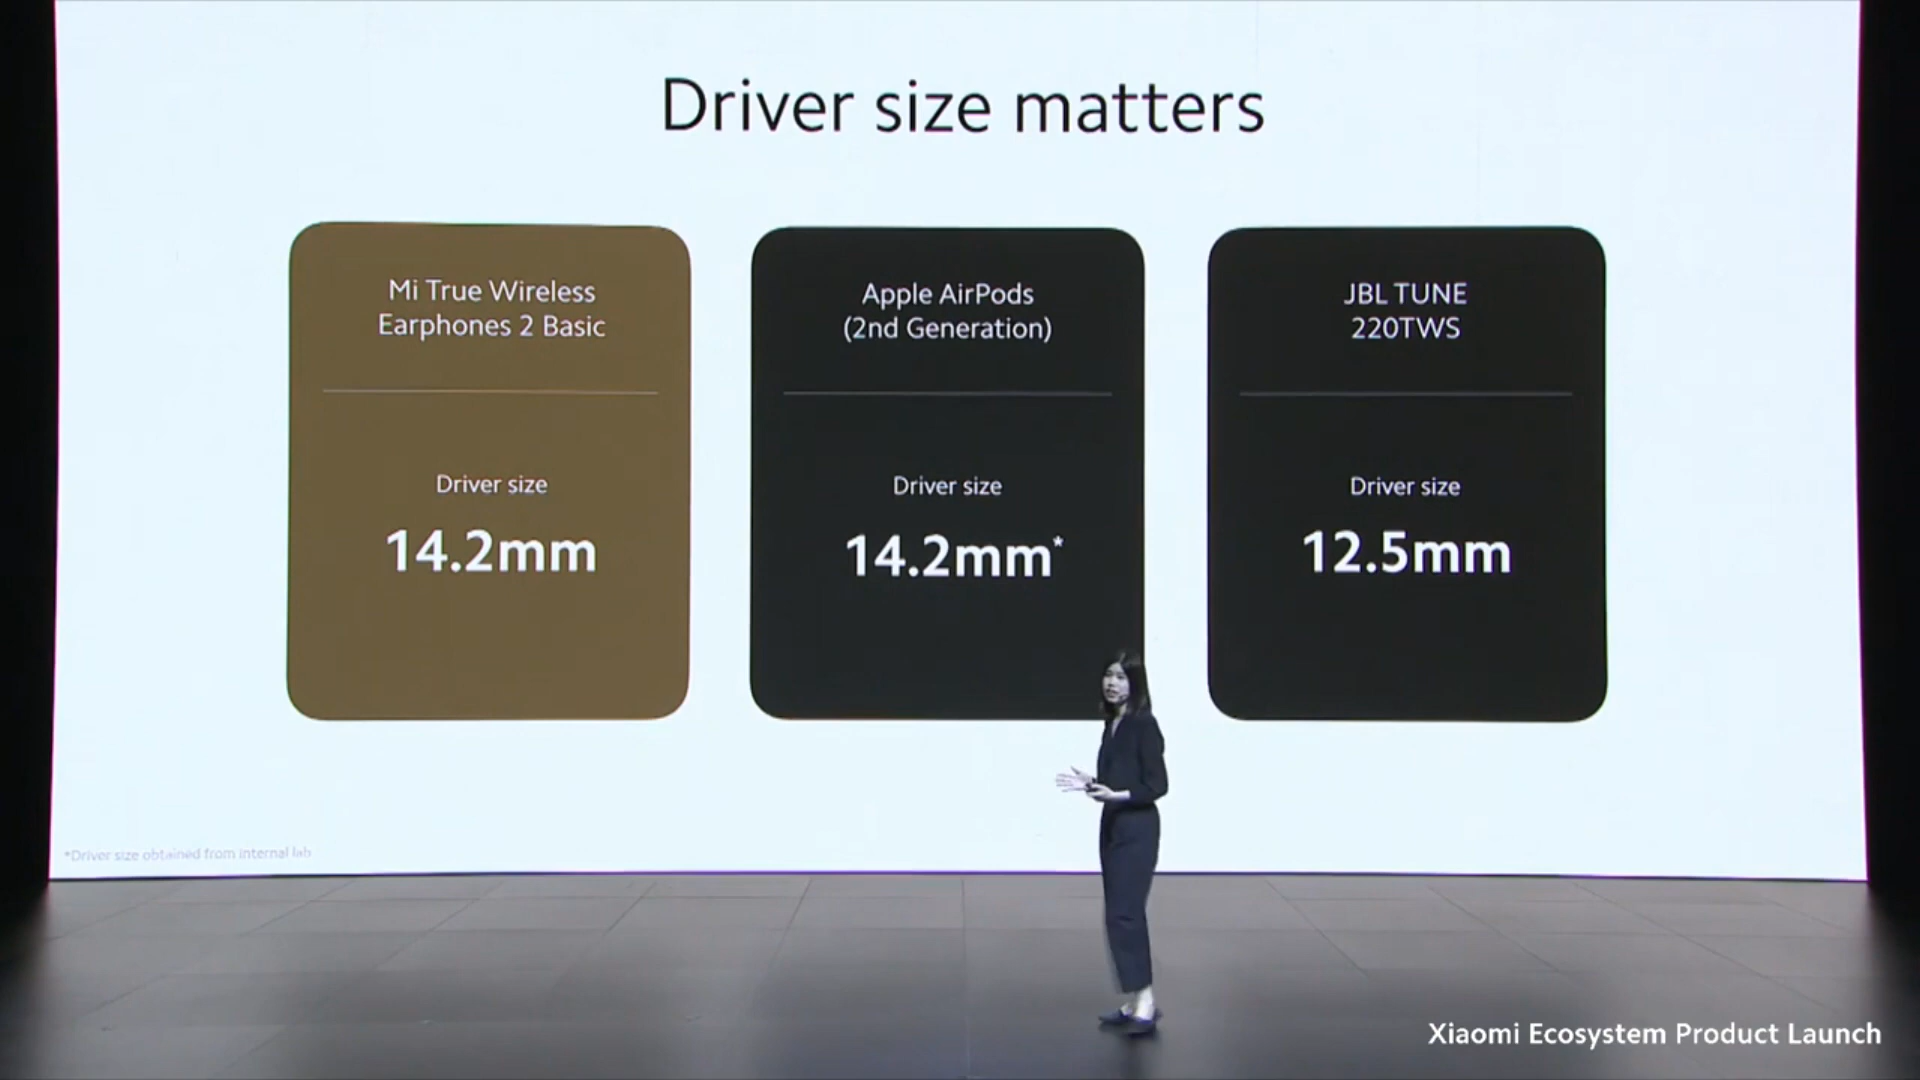 Driver size matters
Mi True Wireless
Earphones 2 Basic
Driver size
14.2mm
Apple AirPods
(2nd Generation)
Driver size
14.2mm*
JBL TUNE
220TWS
Driver size
12.5mm
*Driver size obtained from internal lab
Xiaomi Ecosystem Product Launch